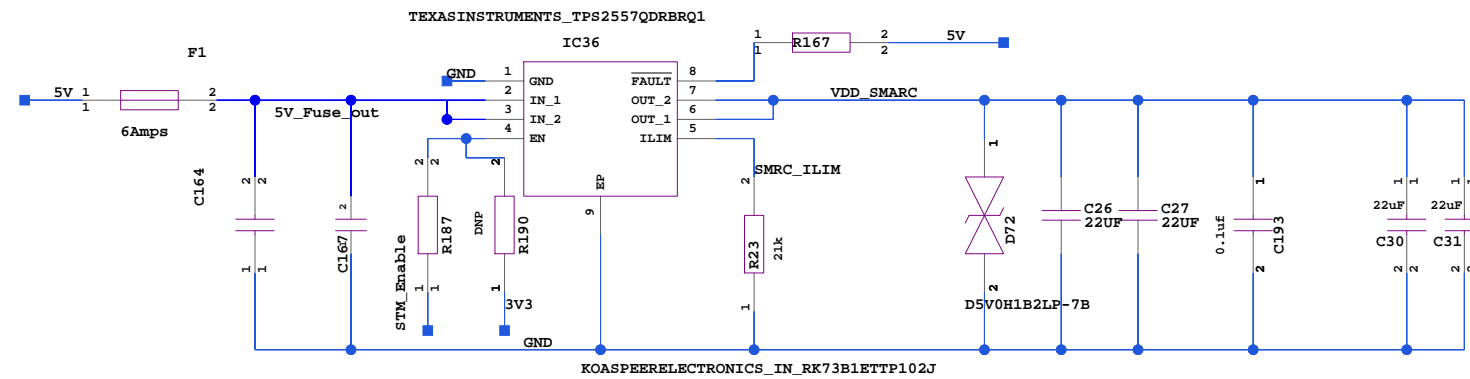 TEXASINSTRUMENTS_TPS2557QDRBRQ1
IC36
F1
5V
1
1
2
2
6Amps
5V_Fuse_out
GND
1
2
3
4
GND
IN_1
IN_2
EN
EP
9
FAULT
OUT_2
OUT_1
ILIM
8
7
6
5
1
1
R167
2
2
5V
VDD_SMARC
SMRC_ILIM
C164
2
2
1
1
2
C167
STM_Enable
2
2
R187
1
1
2
DNP
R190
1
3V3
2
R23
21k
1
1
D72
2
D5V0H1B2LP-7B
C26
22UF
C27
22UF
1
0.1uf
C193
2
1
1
22uF
C30
2
2
1
1
22uF
C31
2
2
GND
KOASPEERELECTRONICS_IN_RK73B1ETTP102J